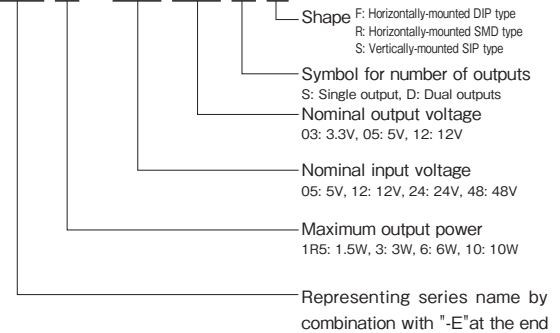 Shape F: Horizontally-mounted DIP type
R: Horizontally-mounted SMD type
S: Vertically-mounted SIP type
Symbol for number of outputs
S: Single output, D: Dual outputs
Nominal output voltage
03: 3.3V, 05: 5V, 12: 12V
Nominal input voltage
05: 5V, 12: 12V, 24: 24V, 48: 48V
Maximum output power
1R5: 1.5W, 3: 3W, 6: 6W, 10: 10W
Representing series name by
combination with "-E"at the end